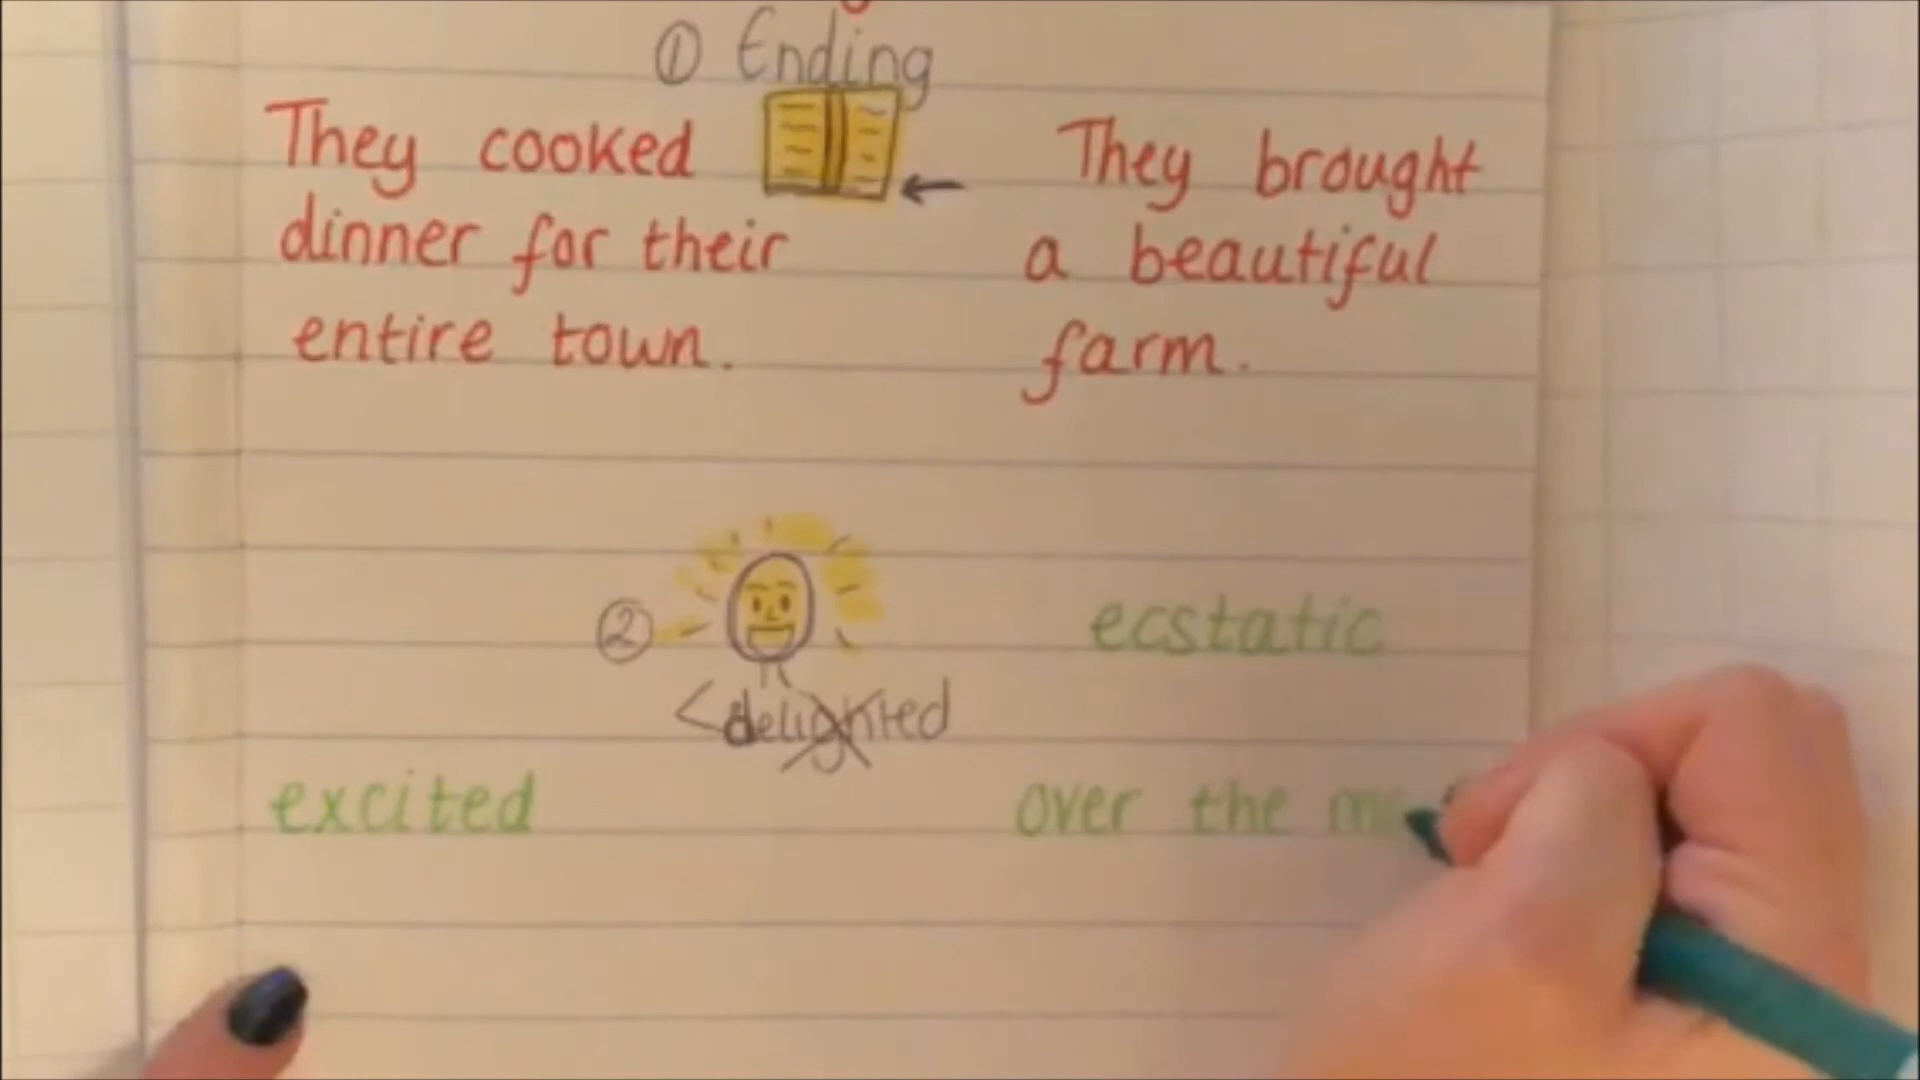 ① Ending
They cooked
dinner for their
entire town.
They brought
a beautiful
farm.
②
<delighted
ecstatic
excited
over the